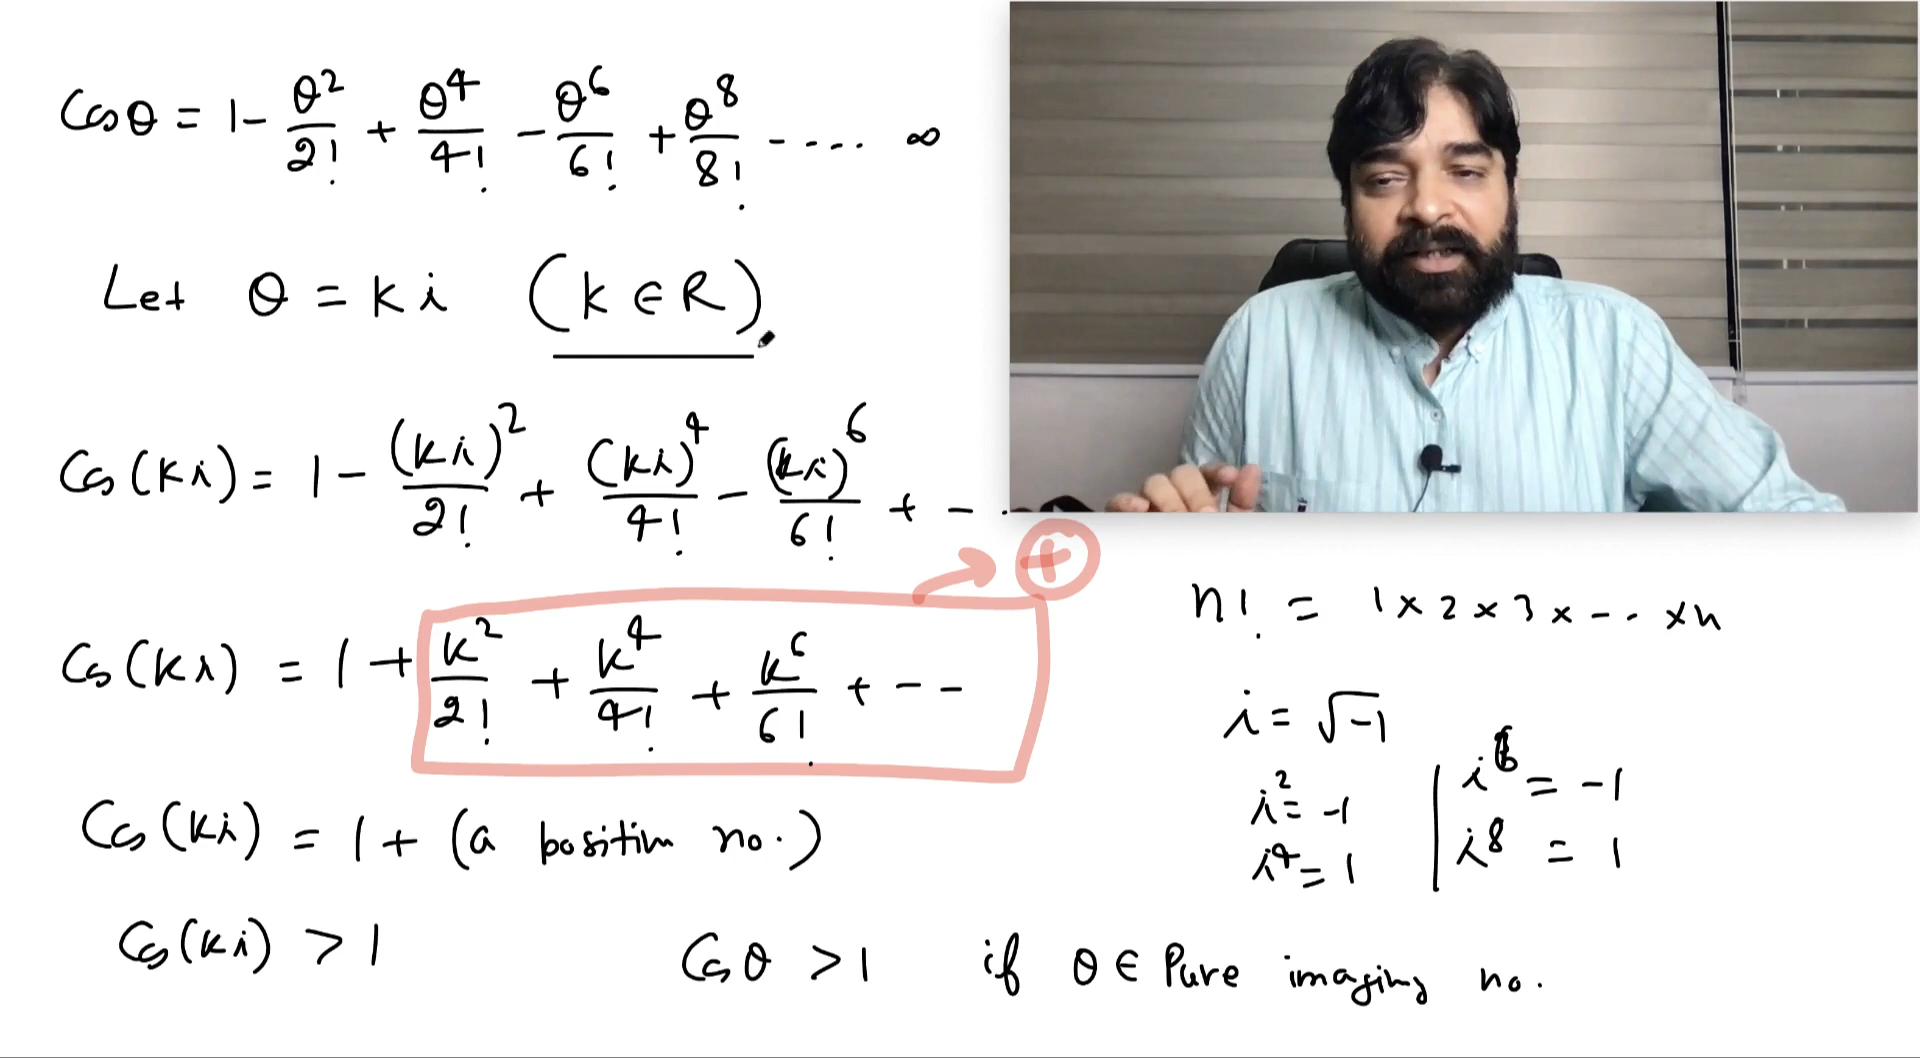 Cosθ = 1 - θ²/2! + θ⁴/4! - θ⁶/6! + θ⁸/8! - .... ∞
Let θ = ki (k ∈ R)
Cos(ki) = 1 - (ki)²/2! + (ki)⁴/4! - (ki)⁶/6! + - .
+
Cos(ki) = 1 + k²/2! + k⁴/4! + k⁶/6! + - -
Cos(ki) = 1 + (a positive no.)
Cos(ki) > 1
Cosθ > 1 if θ ∈ Pure imaginary no.
n! = 1 × 2 × 3 × - - × n
i = √-1
i² = -1
i⁴ = 1
i⁶ = -1
i⁸ = 1